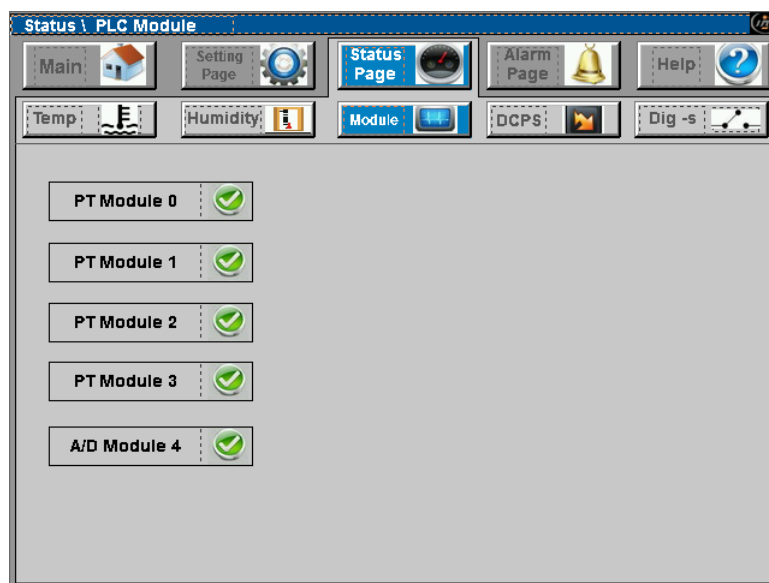 Status \ PLC Module
Main
Setting
Page
Status
Page
Alarm
Page
Help
Temp
Humidity
Module
DCPS
Dig -s
PT Module 0
PT Module 1
PT Module 2
PT Module 3
A/D Module 4